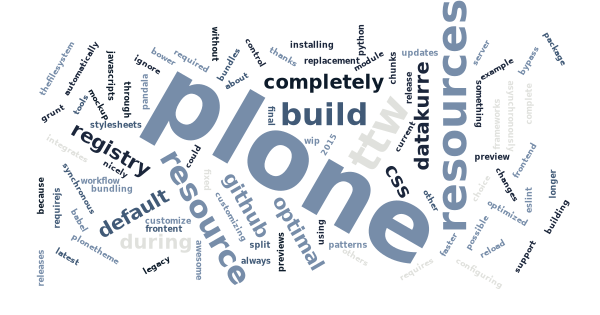 plone
resources
resource
build
completely
ttw
datakurre
registry
default
during
optimal
github
css
thefilesystem
automatically
javascripts
ignore
bower
required
without
bundles
control
about
thanks
installing
replacement
python
module
chunks
updates
release
server
example
bypass
package
something
asynchronously
frameworks
complete
grunt
tools
mockup
through
pandala
stylesheets
final
wip
2015
current
preview
changes
frontend
choice
eslint
longer
integrates
nicely
could
fixed
because
requirejs
synchronous
workflow
bundling
babel
plonetheme
customize
frontent
customizing
awesome
split
always
previews
using
patterns
others
other
optimized
possible
faster
reload
requires
configuring
support
building
releases
latest
legacy